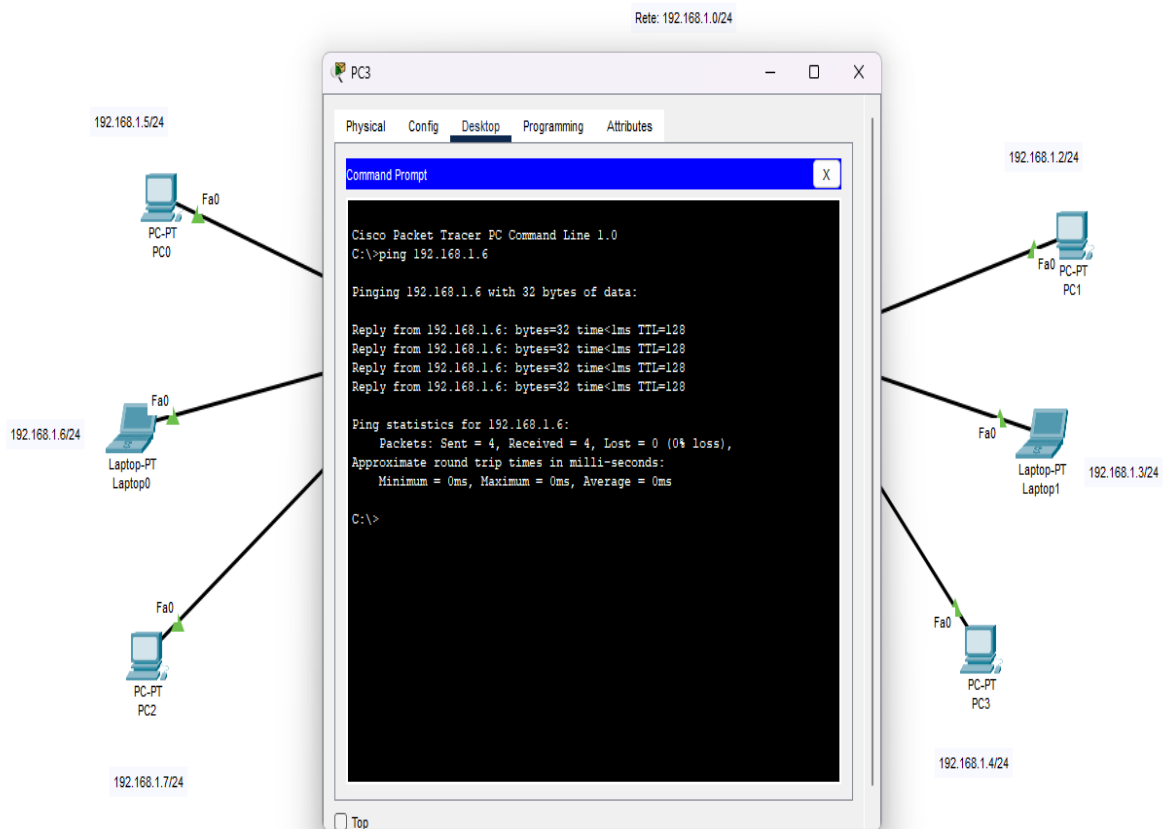 Rete: 192.168.1.0/24
PC3
Physical Config Desktop Programming Attributes
Command Prompt
X
Cisco Packet Tracer PC Command Line 1.0
C:\>ping 192.168.1.6
Pinging 192.168.1.6 with 32 bytes of data:
Reply from 192.168.1.6: bytes=32 time<1ms TTL=128
Reply from 192.168.1.6: bytes=32 time<1ms TTL=128
Reply from 192.168.1.6: bytes=32 time<1ms TTL=128
Reply from 192.168.1.6: bytes=32 time<1ms TTL=128
Ping statistics for 192.168.1.6:
Packets: Sent = 4, Received = 4, Lost = 0 (0% loss),
Approximate round trip times in milli-seconds:
Minimum = 0ms, Maximum = 0ms, Average = 0ms
C:\>
Top
192.168.1.5/24
Fa0
PC-PT
PC0
Fa0
192.168.1.6/24
Laptop-PT
Laptop0
Fa0
PC-PT
PC2
192.168.1.7/24
192.168.1.2/24
Fa0
PC-PT
PC1
Fa0
Laptop-PT
Laptop1
192.168.1.3/24
Fa0
PC-PT
PC3
192.168.1.4/24